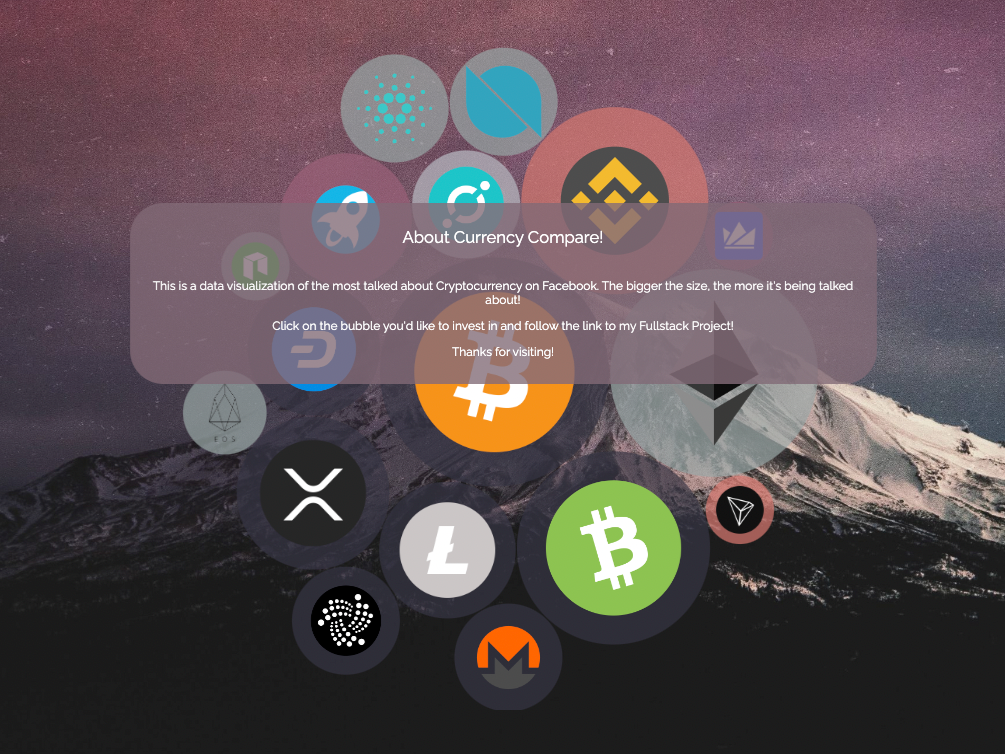 About Currency Compare!
This is a data visualization of the most talked about Cryptocurrency on Facebook. The bigger the size, the more it's being talked
about!
Click on the bubble you'd like to invest in and follow the link to my Fullstack Project!
Thanks for visiting!
EOS